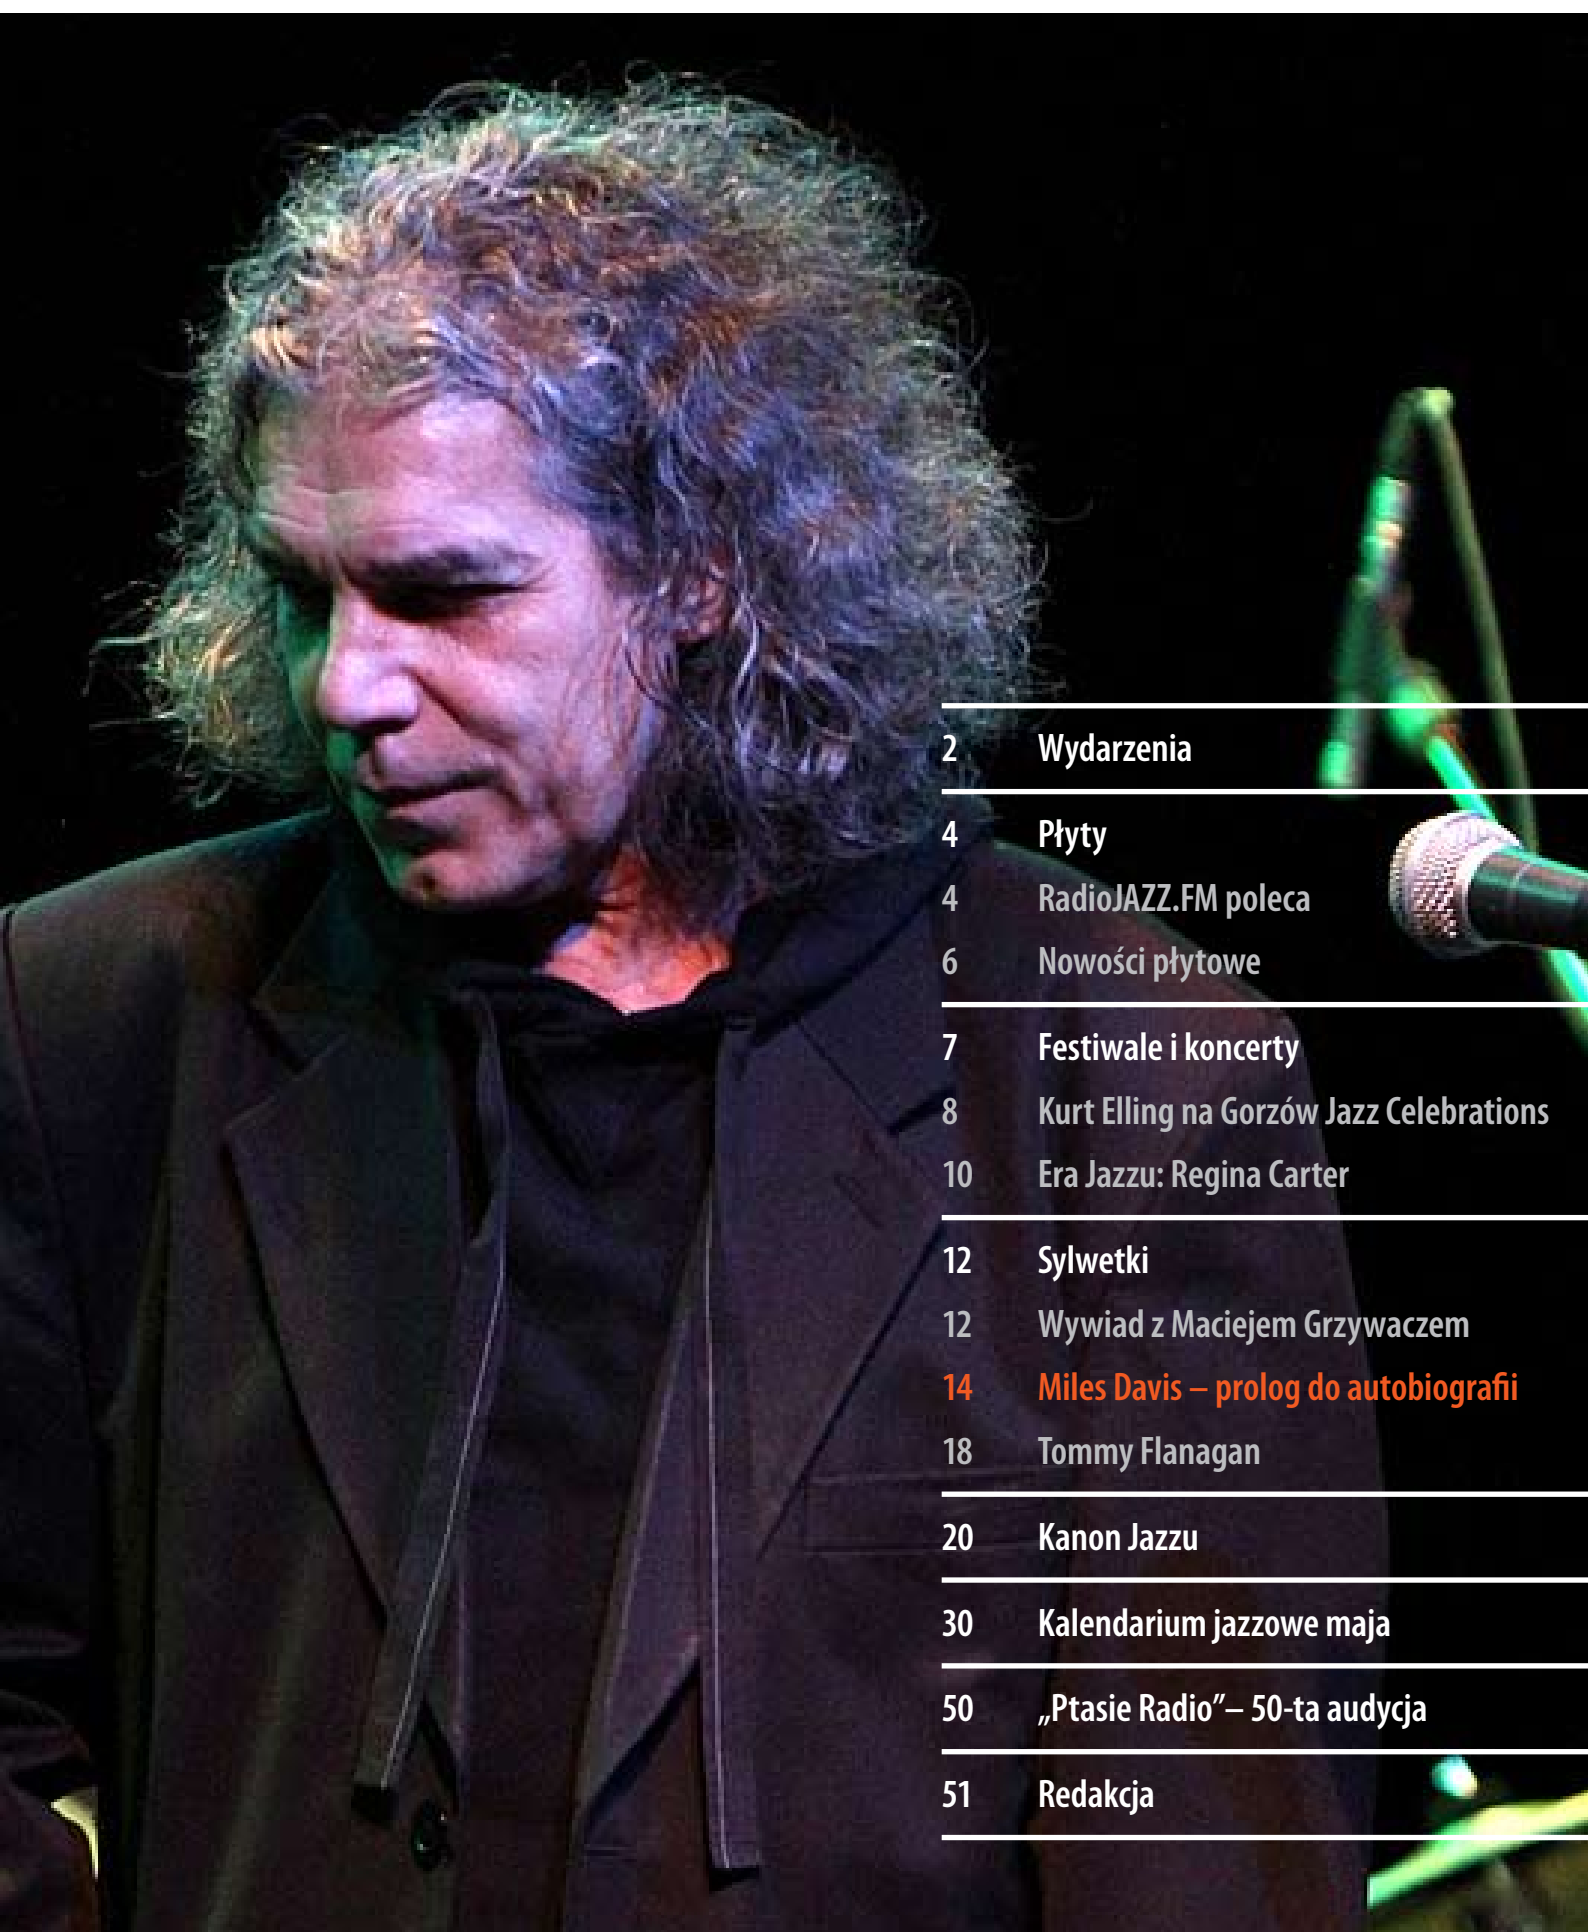 2 Wydarzenia
4 Płyty
4 RadioJAZZ.FM poleca
6 Nowości płytowe
7 Festiwale i koncerty
8 Kurt Elling na Gorzów Jazz Celebrations
10 Era Jazzu: Regina Carter
12 Sylwetki
12 Wywiad z Maciejem Grzywaczem
14 Miles Davis – prolog do autobiografii
18 Tommy Flanagan
20 Kanon Jazzu
30 Kalendarium jazzowe maja
50 „Ptasie Radio”– 50-ta audycja
51 Redakcja